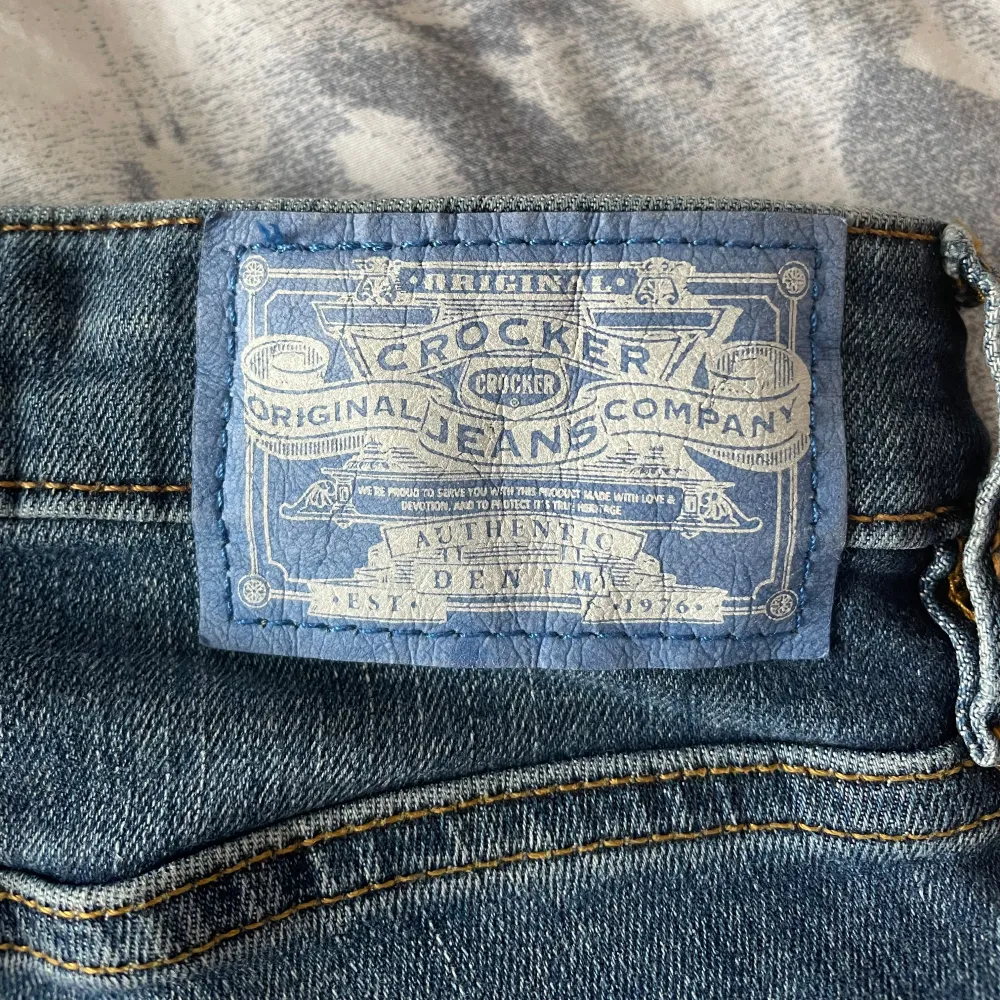 ORIGINAL
CROCKER
CROCKER
ORIGINAL JEANS COMPANY
WE'RE PROUD TO SERVE YOU WITH THIS PRODUCT MADE WITH LOVE &
DEVOTION, AND TO PROTECT IT'S TRUE HERITAGE
AUTHENTIC
DENIM
• EST • • 1976 •